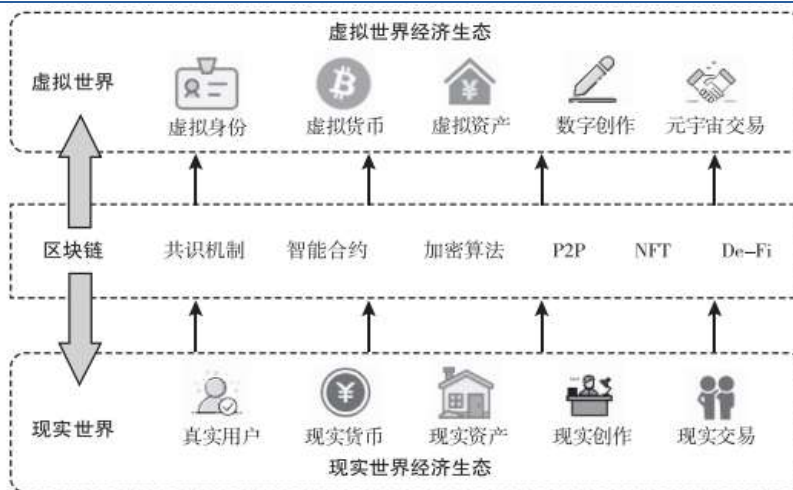 虚拟世界经济生态
虚拟世界
虚拟身份 虚拟货币 虚拟资产 数字创作 元宇宙交易
区块链 共识机制 智能合约 加密算法 P2P NFT De-Fi
现实世界
真实用户 现实货币 现实资产 现实创作 现实交易
现实世界经济生态